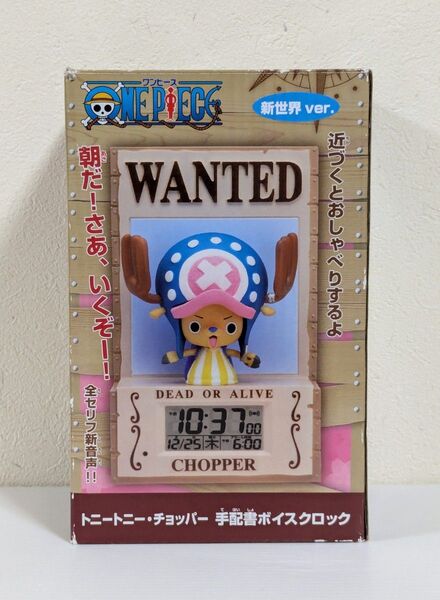 ワンピース
ONE PIECE
新世界 ver.
近づくとおしゃべりするよ
朝だ！さあ、いくぞー！
全セリフ新音声！！
WANTED
DEAD OR ALIVE
10:37 00
12/25 木 6:00
CHOPPER
トニートニー・チョッパー 手配書ボイスクロック